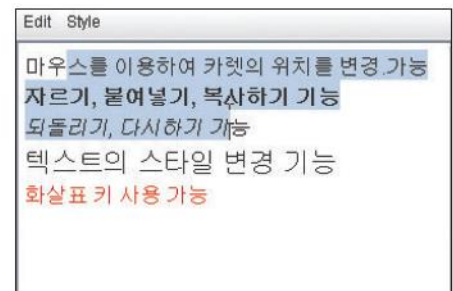 Edit Style
마우스를 이용하여 카렛의 위치를 변경.가능
자르기, 붙여넣기, 복사하기 기능
되돌리기, 다시하기 기능
텍스트의 스타일 변경 기능
화살표 키 사용 가능